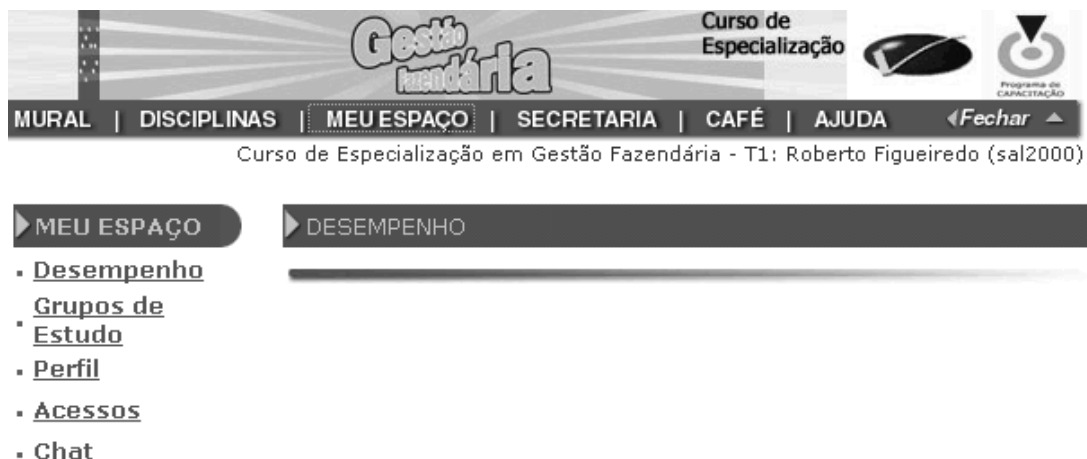 Gestão
Fazendária
Curso de
Especialização
Programa de
CAPACITAÇÃO
MURAL | DISCIPLINAS | MEU ESPAÇO | SECRETARIA | CAFÉ | AJUDA Fechar
Curso de Especialização em Gestão Fazendária - T1: Roberto Figueiredo (sal2000)
MEU ESPAÇO
DESEMPENHO
Desempenho
Grupos de
Estudo
Perfil
Acessos
Chat